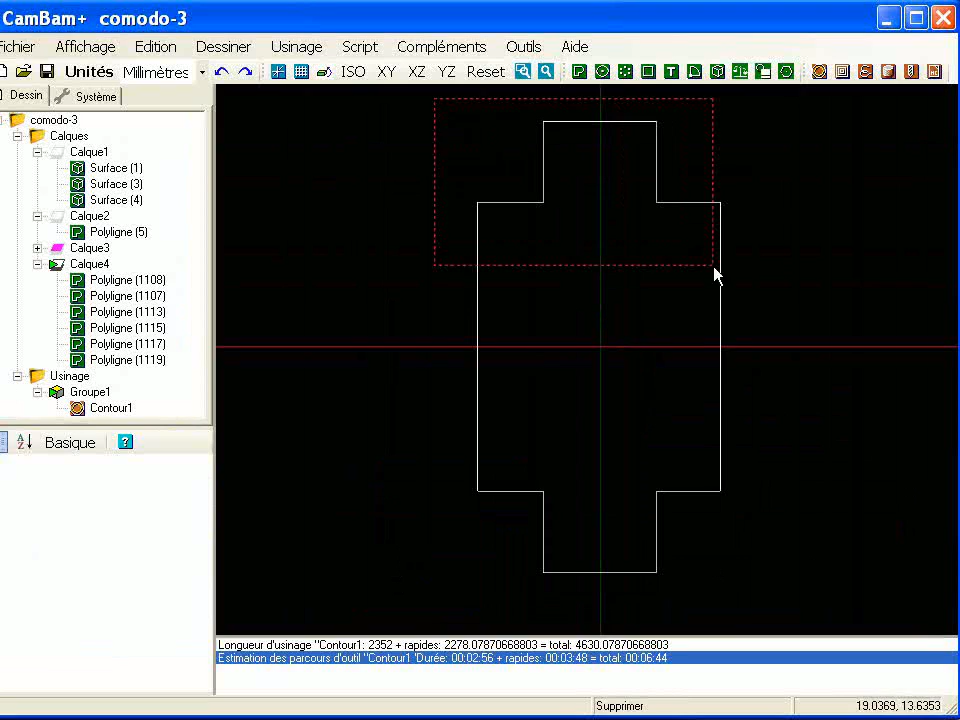 CamBam+ comodo-3
Fichier Affichage Edition Dessiner Usinage Script Compléments Outils Aide
Unités Millimètres ISO XY XZ YZ Reset
Dessin Système
comodo-3
Calques
Calque1
Surface (1)
Surface (3)
Surface (4)
Calque2
Polyligne (5)
Calque3
Calque4
Polyligne (1108)
Polyligne (1107)
Polyligne (1113)
Polyligne (1115)
Polyligne (1117)
Polyligne (1119)
Usinage
Groupe1
Contour1
Basique
Longueur d'usinage "Contour1: 2352 + rapides: 2278.07870668803 = total: 4630.07870668803
Estimation des parcours d'outil "Contour1 'Durée: 00:02:56 + rapides: 00:03:48 = total: 00:06:44
Supprimer 19.0369, 13.6353